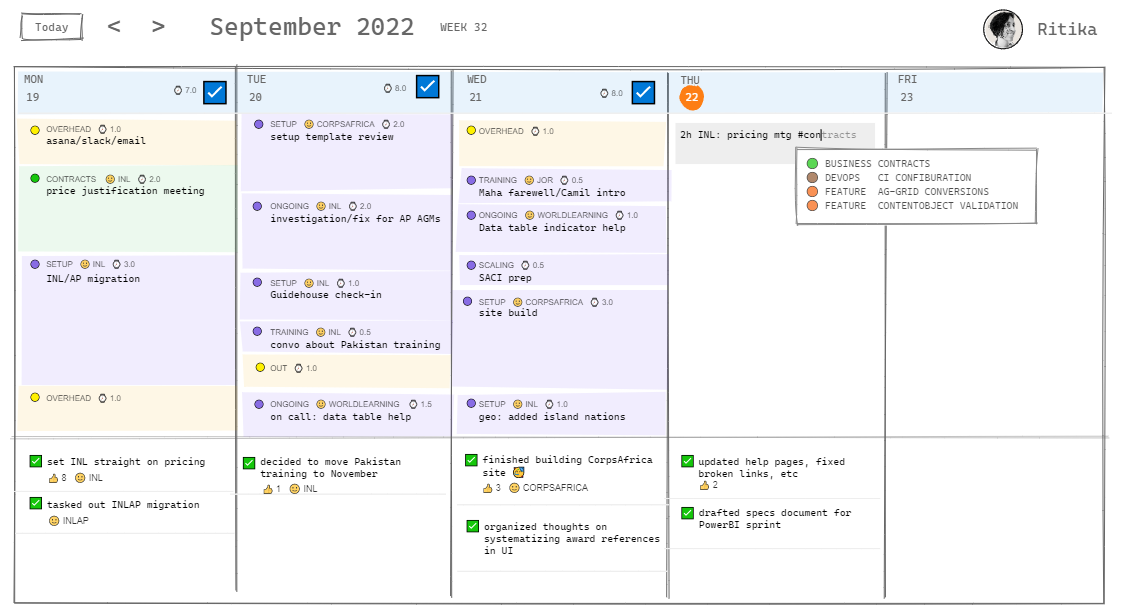 Today < > September 2022 WEEK 32 Ritika
MON
19
7.0
OVERHEAD 1.0
asana/slack/email
CONTRACTS INL 2.0
price justification meeting
SETUP INL 3.0
INL/AP migration
OVERHEAD 1.0
set INL straight on pricing
8 INL
tasked out INLAP migration
INLAP
TUE
20
8.0
SETUP CORPSAFRICA 2.0
setup template review
ONGOING INL 2.0
investigation/fix for AP AGMs
SETUP INL 1.0
Guidehouse check-in
TRAINING INL 0.5
convo about Pakistan training
OUT 1.0
ONGOING WORLDLEARNING 1.5
on call: data table help
decided to move Pakistan
training to November
1 INL
WED
21
8.0
OVERHEAD 1.0
TRAINING JOR 0.5
Maha farewell/Camil intro
ONGOING WORLDLEARNING 1.0
Data table indicator help
SCALING 0.5
SACI prep
SETUP CORPSAFRICA 3.0
site build
SETUP INL 1.0
geo: added island nations
finished building CorpsAfrica
site
3 CORPSAFRICA
organized thoughts on
systematizing award references
in UI
THU
22
2h INL: pricing mtg #contracts
BUSINESS CONTRACTS
DEVOPS CI CONFIBURATION
FEATURE AG-GRID CONVERSIONS
FEATURE CONTENTOBJECT VALIDATION
updated help pages, fixed
broken links, etc
2
drafted specs document for
PowerBI sprint
FRI
23